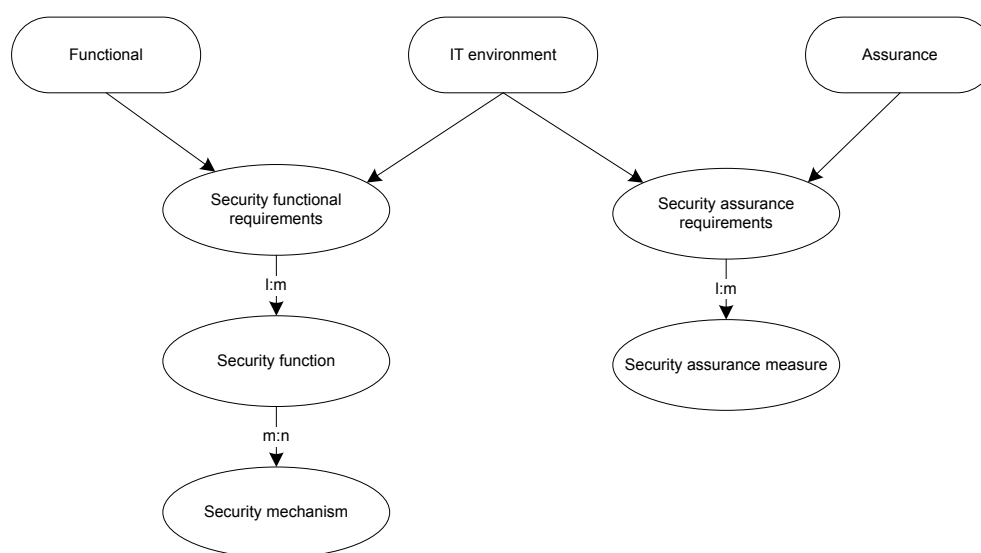 Functional
IT environment
Assurance
Security functional
requirements
Security assurance
requirements
l:m
l:m
Security function
Security assurance measure
m:n
Security mechanism